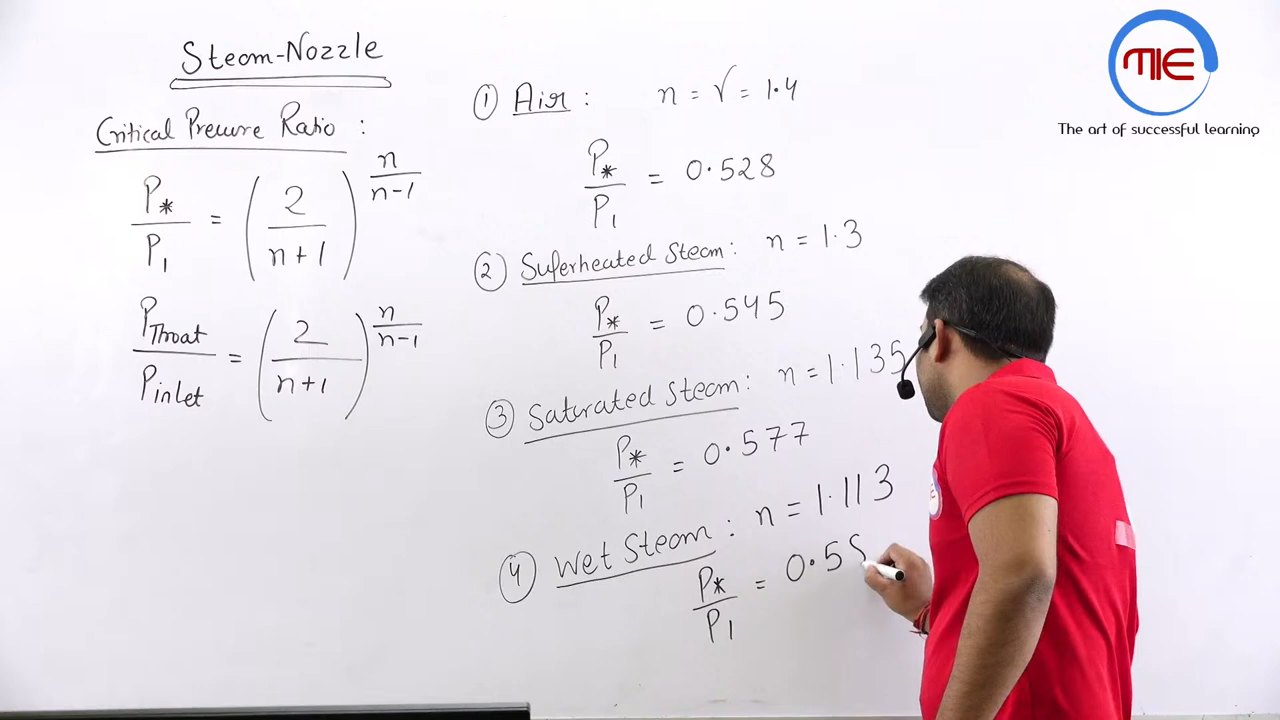 Steam-Nozzle
Critical Pressure Ratio :
P* / P1 = (2 / n+1)^(n / n-1)
PThroat / Pinlet = (2 / n+1)^(n / n-1)
① Air : n = γ = 1.4
P* / P1 = 0.528
② Superheated Steam : n = 1.3
P* / P1 = 0.545
③ Saturated Steam : n = 1.135
P* / P1 = 0.577
④ Wet Steam : n = 1.113
P* / P1 = 0.5
MIE
The art of successful learning